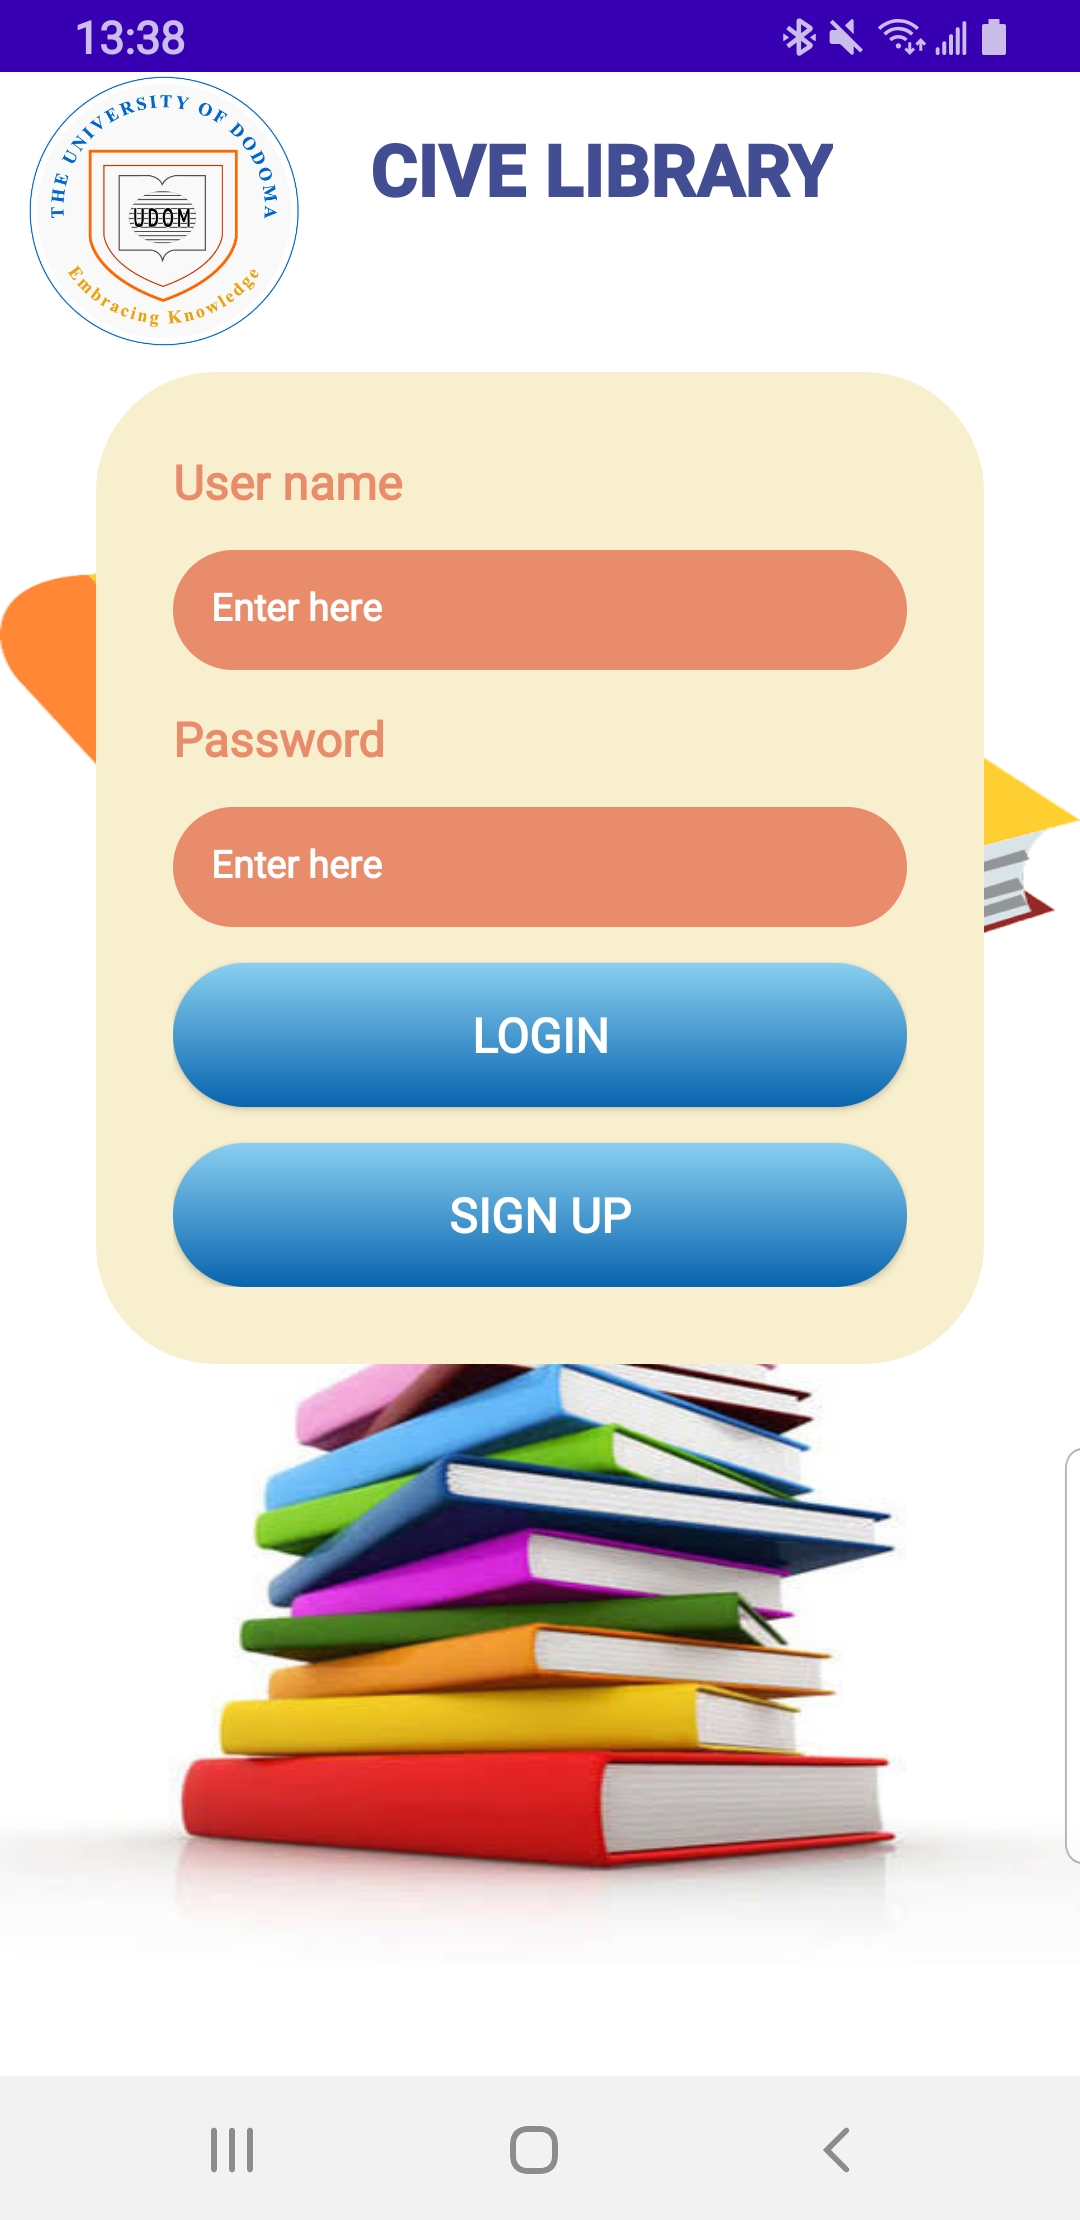 13:38
THE UNIVERSITY OF DODOMA
UDOM
Embracing Knowledge
CIVE LIBRARY
User name
Enter here
Password
Enter here
LOGIN
SIGN UP